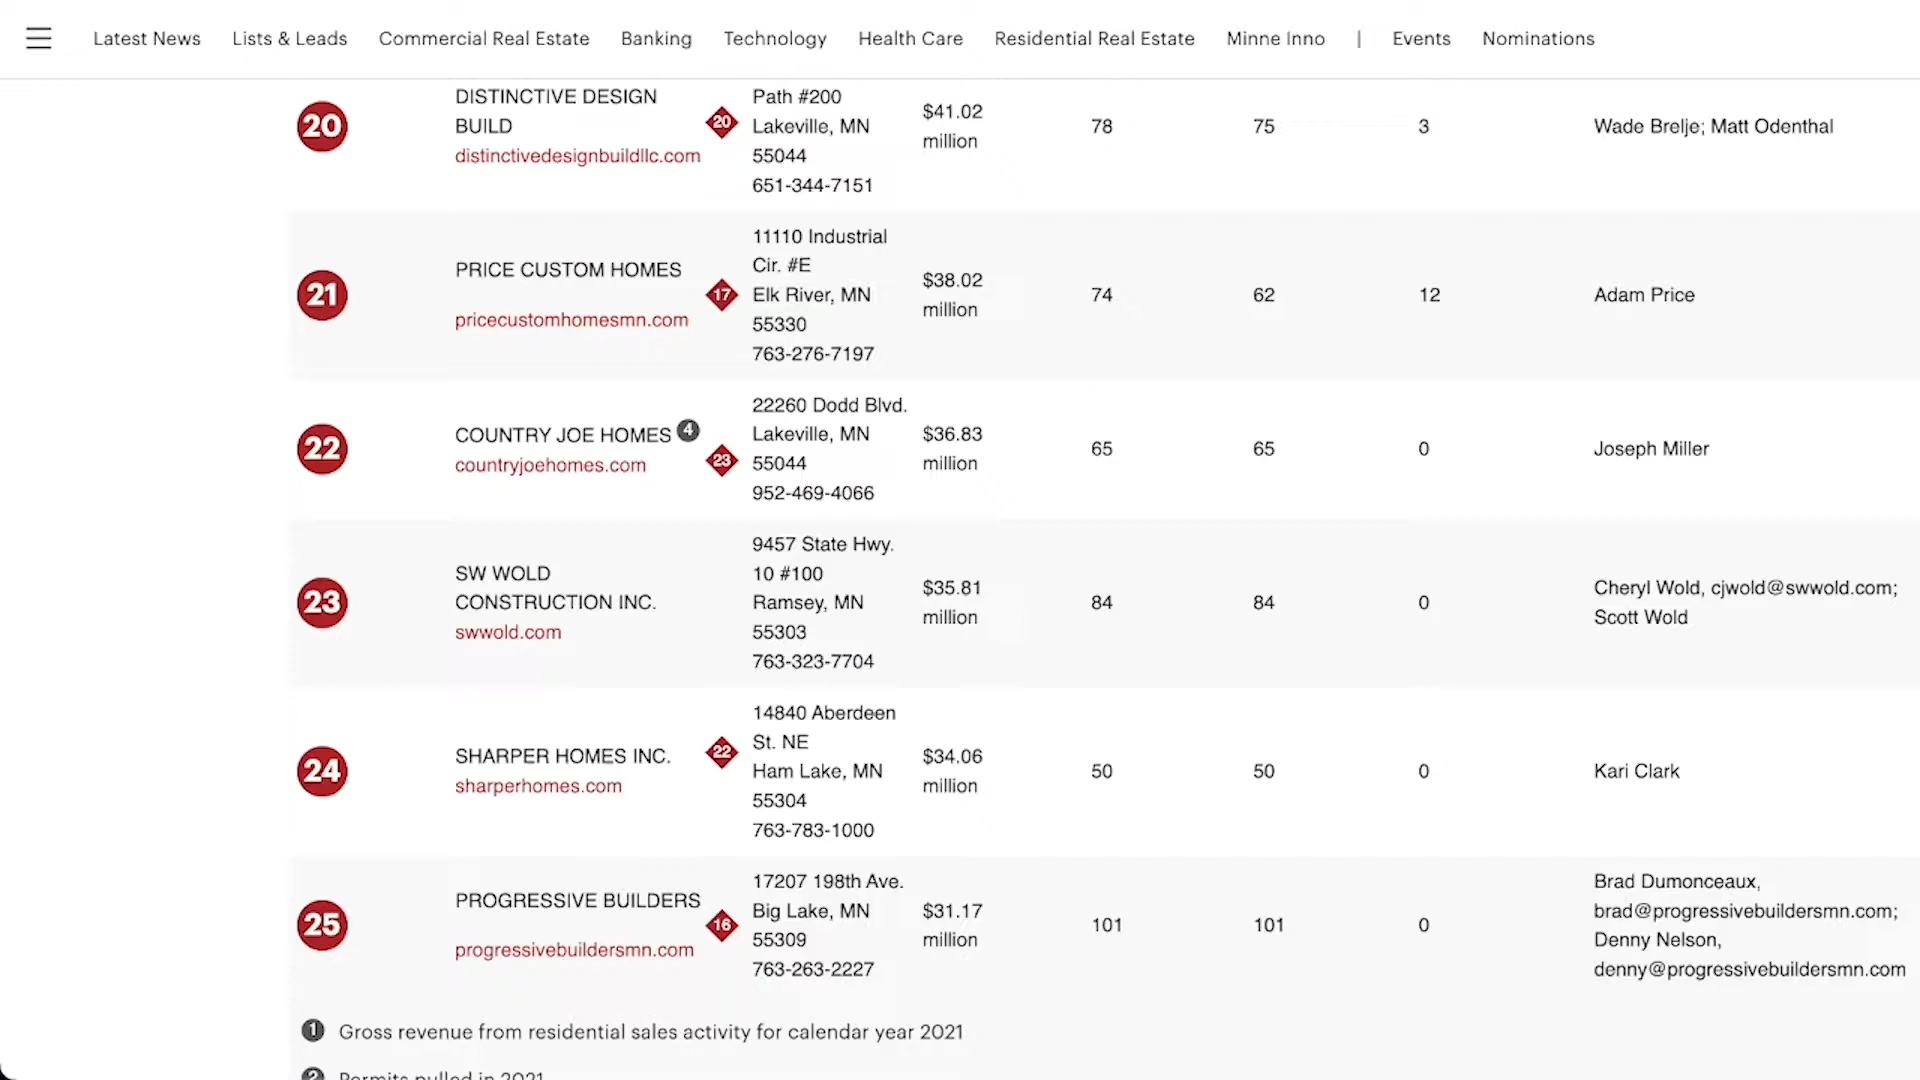 Latest News Lists & Leads Commercial Real Estate Banking Technology Health Care Residential Real Estate Minne Inno | Events Nominations
20
DISTINCTIVE DESIGN
BUILD
distinctivedesignbuildllc.com
20
Path #200
Lakeville, MN
55044
651-344-7151
$41.02
million
78
75
3
Wade Brelje; Matt Odenthal
21
PRICE CUSTOM HOMES
pricecustomhomesmn.com
17
11110 Industrial
Cir. #E
Elk River, MN
55330
763-276-7197
$38.02
million
74
62
12
Adam Price
22
COUNTRY JOE HOMES 4
countryjoehomes.com
23
22260 Dodd Blvd.
Lakeville, MN
55044
952-469-4066
$36.83
million
65
65
0
Joseph Miller
23
SW WOLD
CONSTRUCTION INC.
swwold.com
9457 State Hwy.
10 #100
Ramsey, MN
55303
763-323-7704
$35.81
million
84
84
0
Cheryl Wold, cjwold@swwold.com;
Scott Wold
24
SHARPER HOMES INC.
sharperhomes.com
22
14840 Aberdeen
St. NE
Ham Lake, MN
55304
763-783-1000
$34.06
million
50
50
0
Kari Clark
25
PROGRESSIVE BUILDERS
progressivebuildersmn.com
16
17207 198th Ave.
Big Lake, MN
55309
763-263-2227
$31.17
million
101
101
0
Brad Dumonceaux,
brad@progressivebuildersmn.com;
Denny Nelson,
denny@progressivebuildersmn.com
1 Gross revenue from residential sales activity for calendar year 2021
2 Permits pulled in 2021